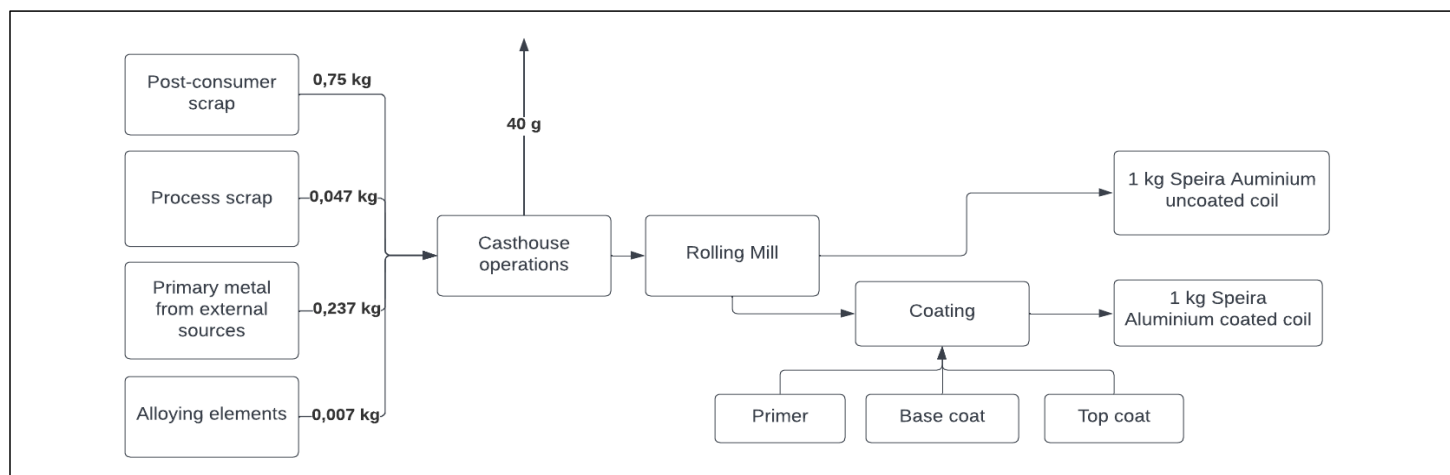 Post-consumer
scrap
0,75 kg
Process scrap
0,047 kg
Primary metal
from external
sources
0,237 kg
Alloying elements
0,007 kg
40 g
Casthouse
operations
Rolling Mill
1 kg Speira Auminium
uncoated coil
Coating
1 kg Speira
Aluminium coated coil
Primer
Base coat
Top coat